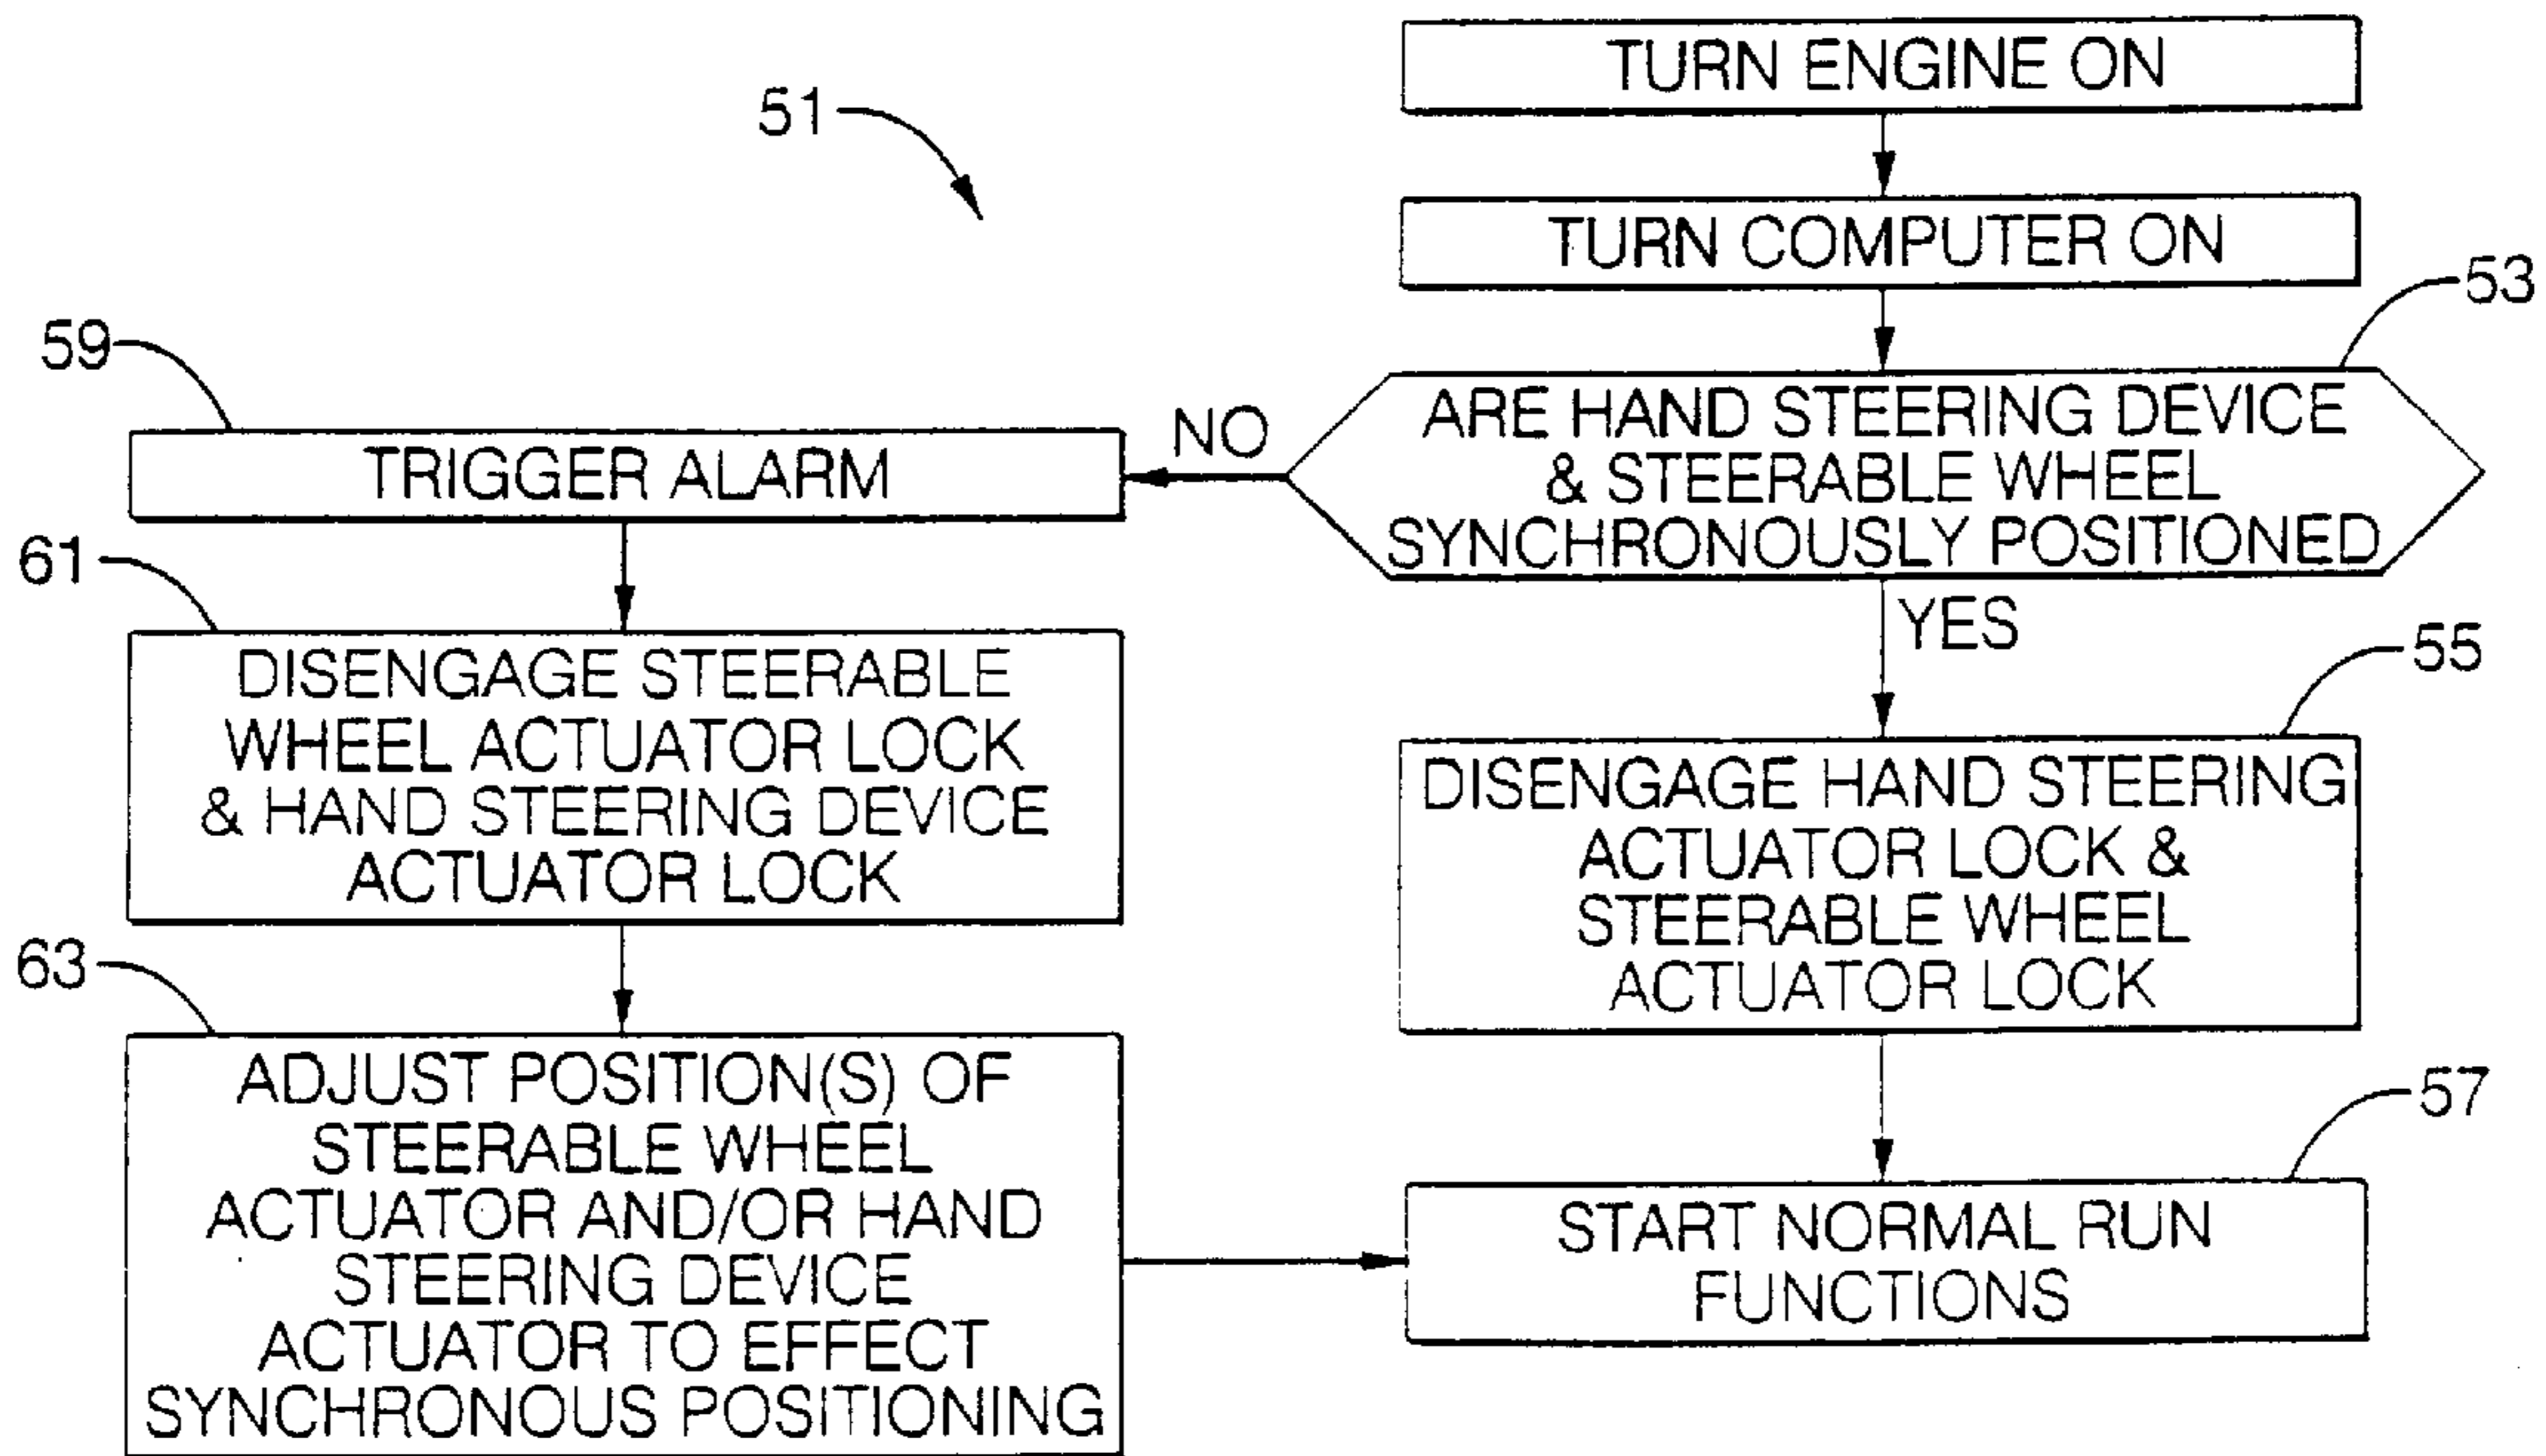 TURN ENGINE ON
51
TURN COMPUTER ON
53
59
ARE HAND STEERING DEVICE
& STEERABLE WHEEL
SYNCHRONOUSLY POSITIONED
NO
TRIGGER ALARM
61
YES
DISENGAGE STEERABLE
WHEEL ACTUATOR LOCK
& HAND STEERING DEVICE
ACTUATOR LOCK
55
DISENGAGE HAND STEERING
ACTUATOR LOCK &
STEERABLE WHEEL
ACTUATOR LOCK
63
ADJUST POSITION(S) OF
STEERABLE WHEEL
ACTUATOR AND/OR HAND
STEERING DEVICE
ACTUATOR TO EFFECT
SYNCHRONOUS POSITIONING
57
START NORMAL RUN
FUNCTIONS